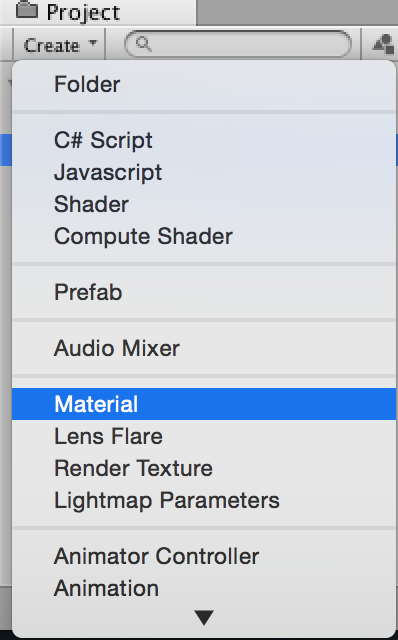 Project
Create
Folder
C# Script
Javascript
Shader
Compute Shader
Prefab
Audio Mixer
Material
Lens Flare
Render Texture
Lightmap Parameters
Animator Controller
Animation